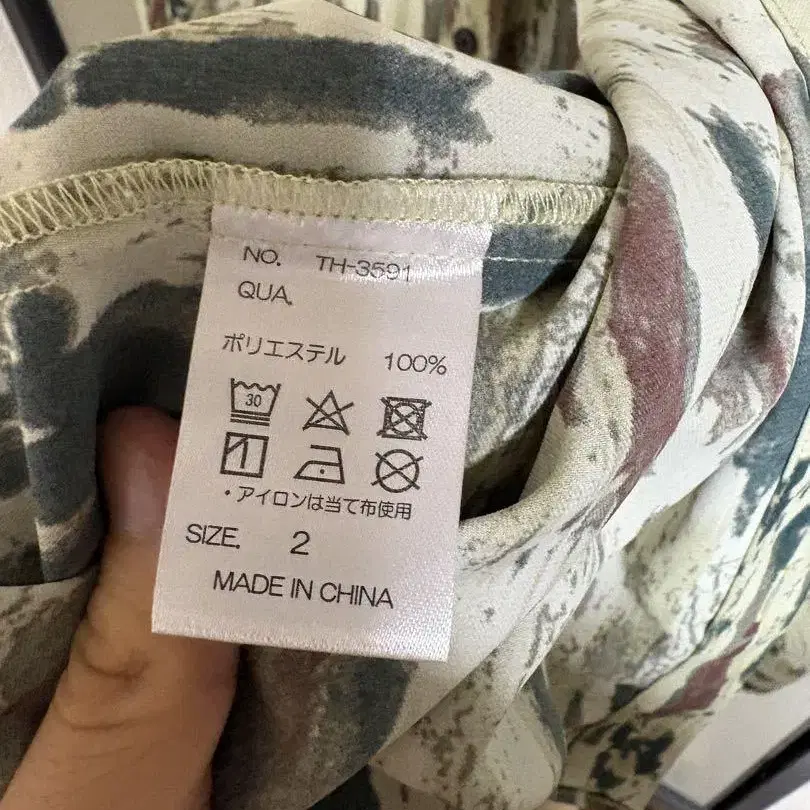 NO. TH-3591
QUA.
ポリエステル 100%
30
・アイロンは当て布使用
SIZE. 2
MADE IN CHINA